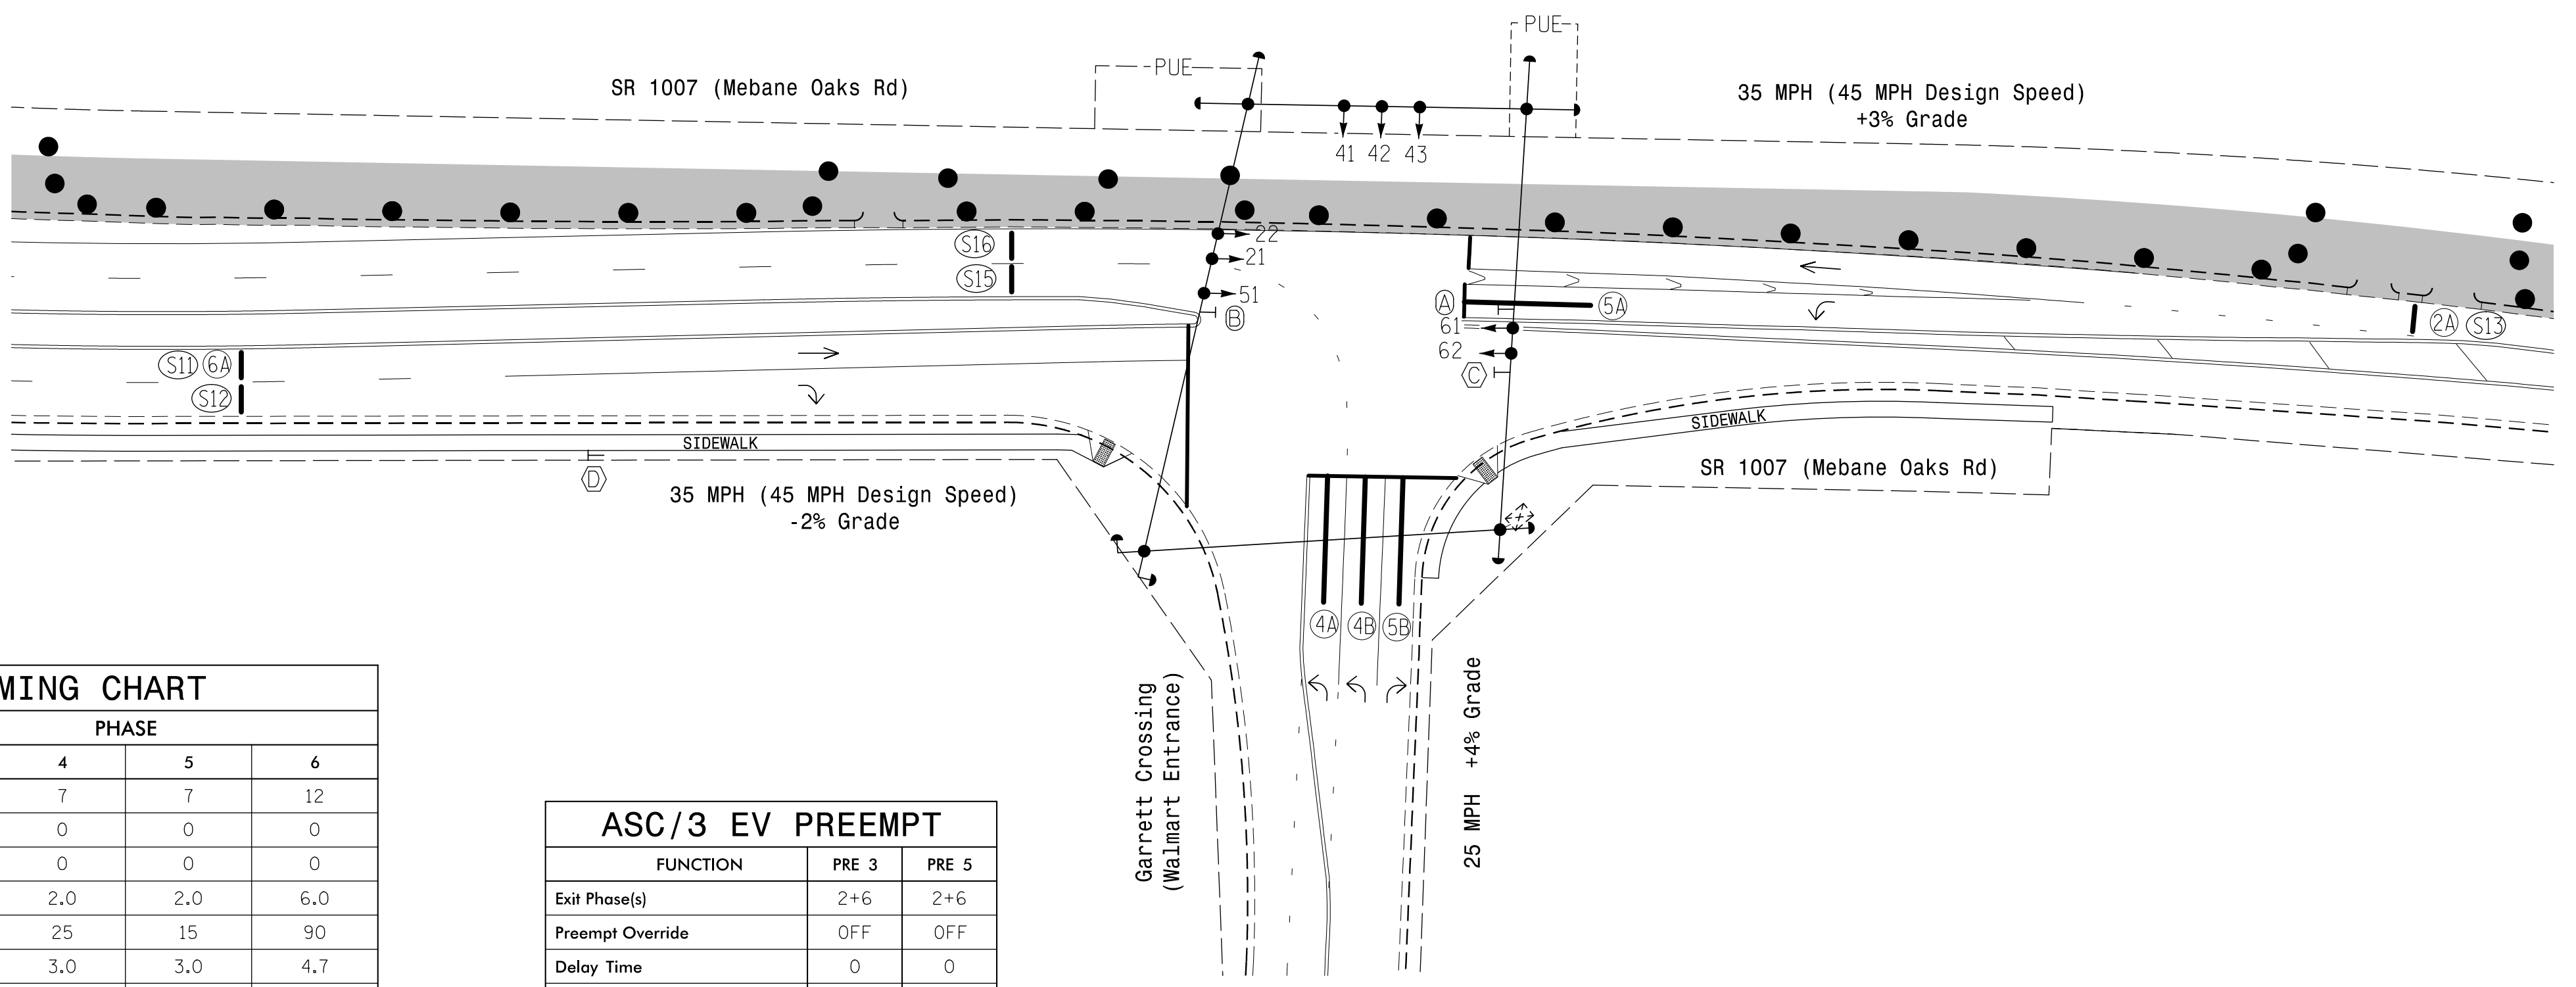 PUE
PUE
SR 1007 (Mebane Oaks Rd)
35 MPH (45 MPH Design Speed)
+3% Grade
41 42 43
S16
S15
22
21
51
B
A
5A
61
62
C
2A S13
S11 6A
S12
SIDEWALK
SIDEWALK
D
35 MPH (45 MPH Design Speed)
-2% Grade
SR 1007 (Mebane Oaks Rd)
4A 4B 5B
Garrett Crossing
(Walmart Entrance)
25 MPH +4% Grade
MING CHART
PHASE
4 5 6
7 7 12
0 0 0
0 0 0
2.0 2.0 6.0
25 15 90
3.0 3.0 4.7
ASC/3 EV PREEMPT
FUNCTION PRE 3 PRE 5
Exit Phase(s) 2+6 2+6
Preempt Override OFF OFF
Delay Time 0 0